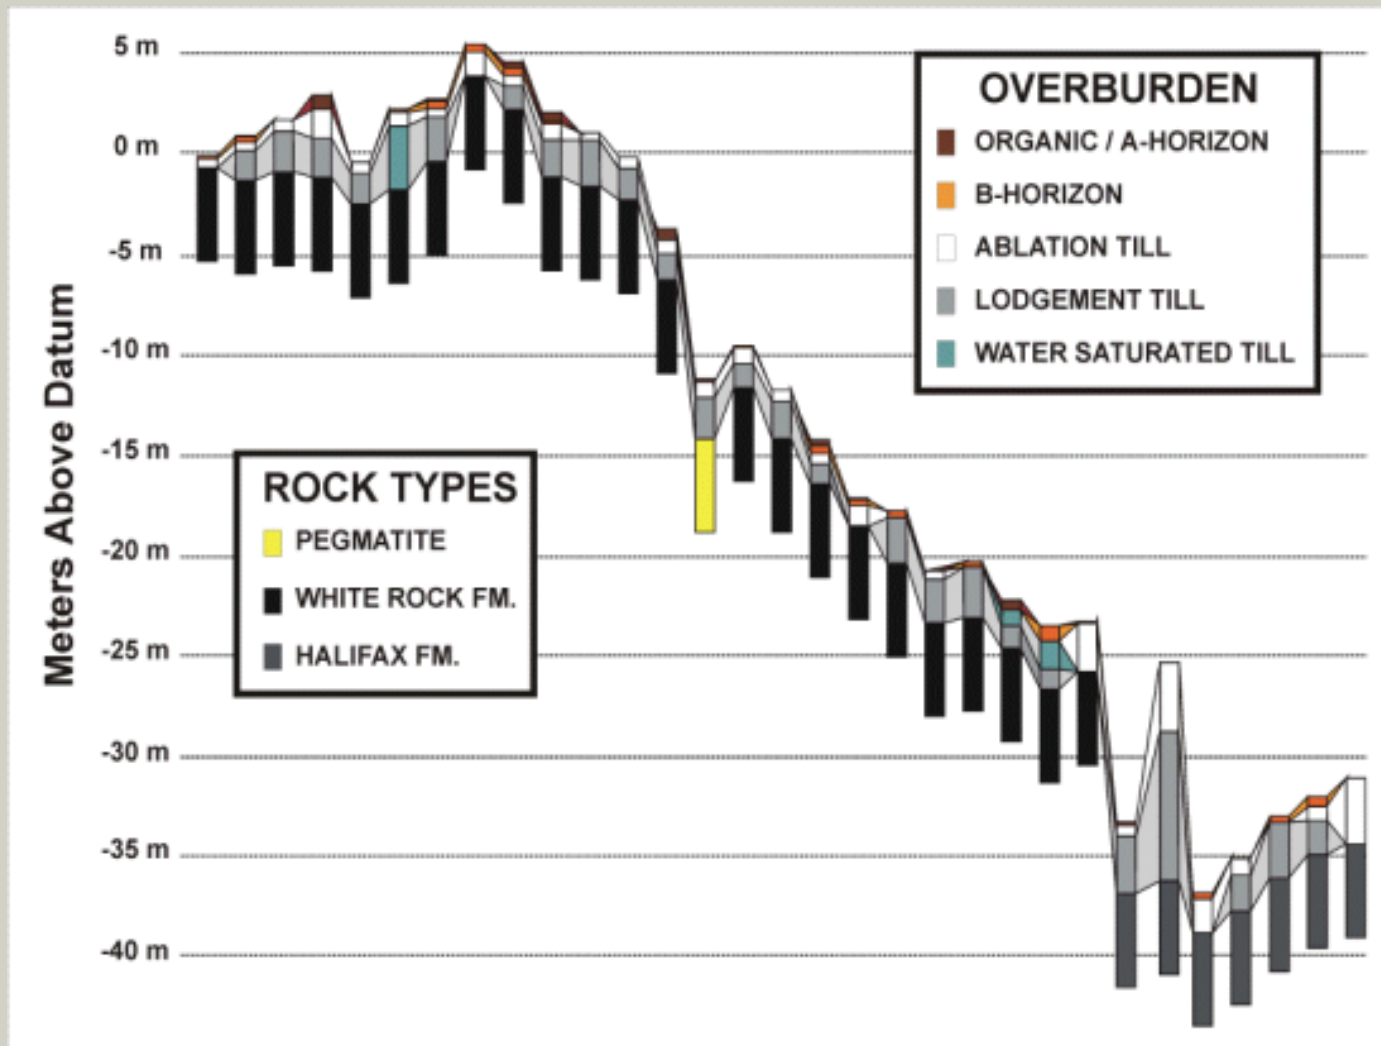 5 m
0 m
-5 m
-10 m
-15 m
-20 m
-25 m
-30 m
-35 m
-40 m
Meters Above Datum
OVERBURDEN
ORGANIC / A-HORIZON
B-HORIZON
ABLATION TILL
LODGEMENT TILL
WATER SATURATED TILL
ROCK TYPES
PEGMATITE
WHITE ROCK FM.
HALIFAX FM.